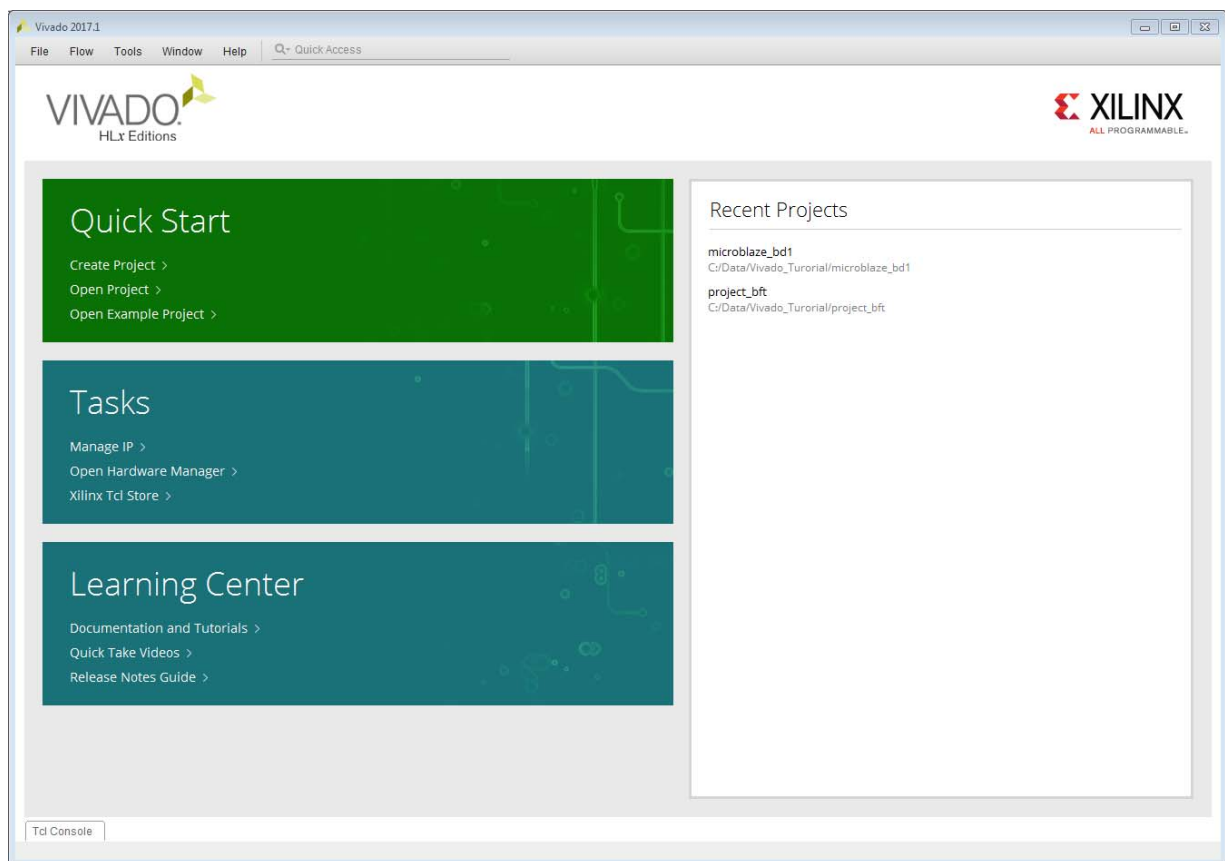 Vivado 2017.1
File Flow Tools Window Help Quick Access
VIVADO.
HLx Editions
XILINX
ALL PROGRAMMABLE.
Quick Start
Create Project >
Open Project >
Open Example Project >
Tasks
Manage IP >
Open Hardware Manager >
Xilinx Tcl Store >
Learning Center
Documentation and Tutorials >
Quick Take Videos >
Release Notes Guide >
Recent Projects
microblaze_bd1
C:/Data/Vivado_Turorial/microblaze_bd1
project_bft
C:/Data/Vivado_Turorial/project_bft
Tcl Console